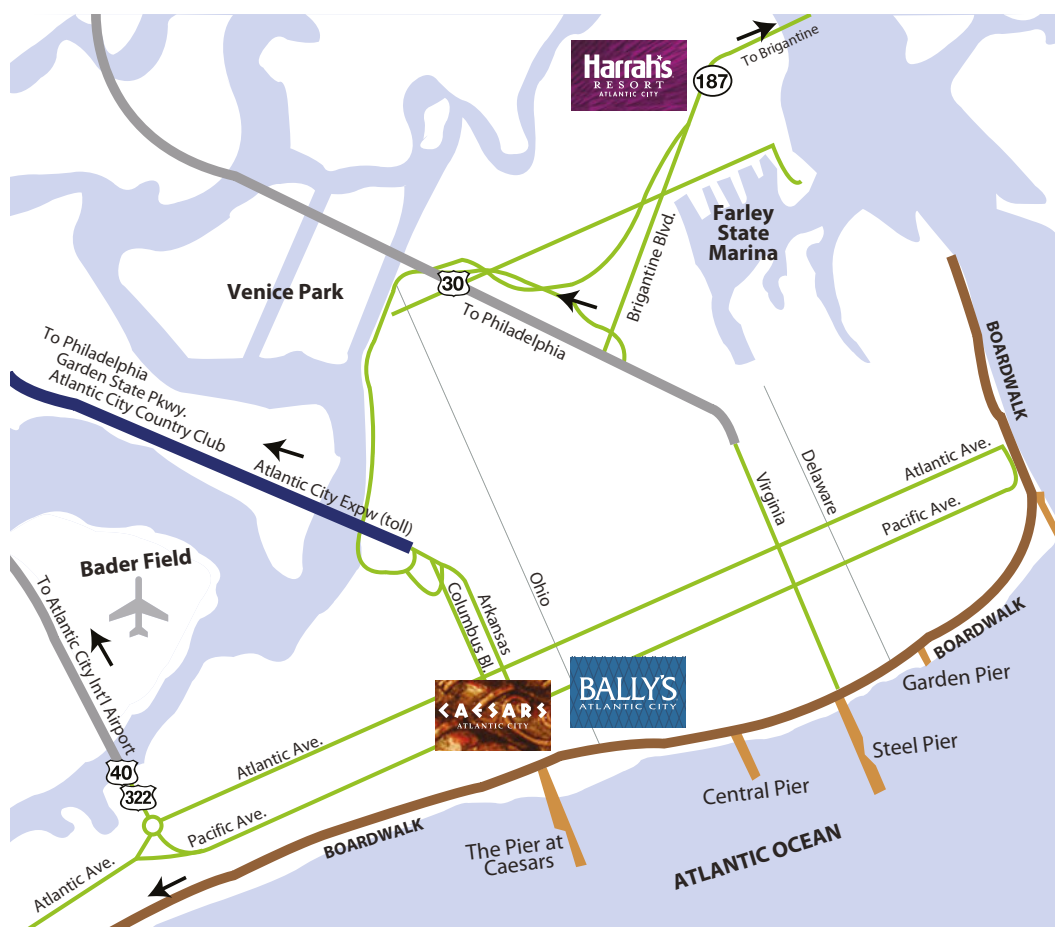 To Brigantine
Harrah's
RESORT
ATLANTIC CITY
187
Farley
State
Marina
Brigantine Blvd.
Venice Park
30
To Philadelphia
To Philadelphia
Garden State Pkwy.
Atlantic City Country Club
Atlantic City Expw (toll)
BOARDWALK
Atlantic Ave.
Pacific Ave.
Virginia
Delaware
Bader Field
To Atlantic City Int'l Airport
Ohio
Arkansas
Columbus Bl.
BOARDWALK
BALLY'S
ATLANTIC CITY
CAESARS
ATLANTIC CITY
Garden Pier
Steel Pier
Central Pier
40
322
Atlantic Ave.
Pacific Ave.
BOARDWALK
The Pier at
Caesars
ATLANTIC OCEAN
Atlantic Ave.